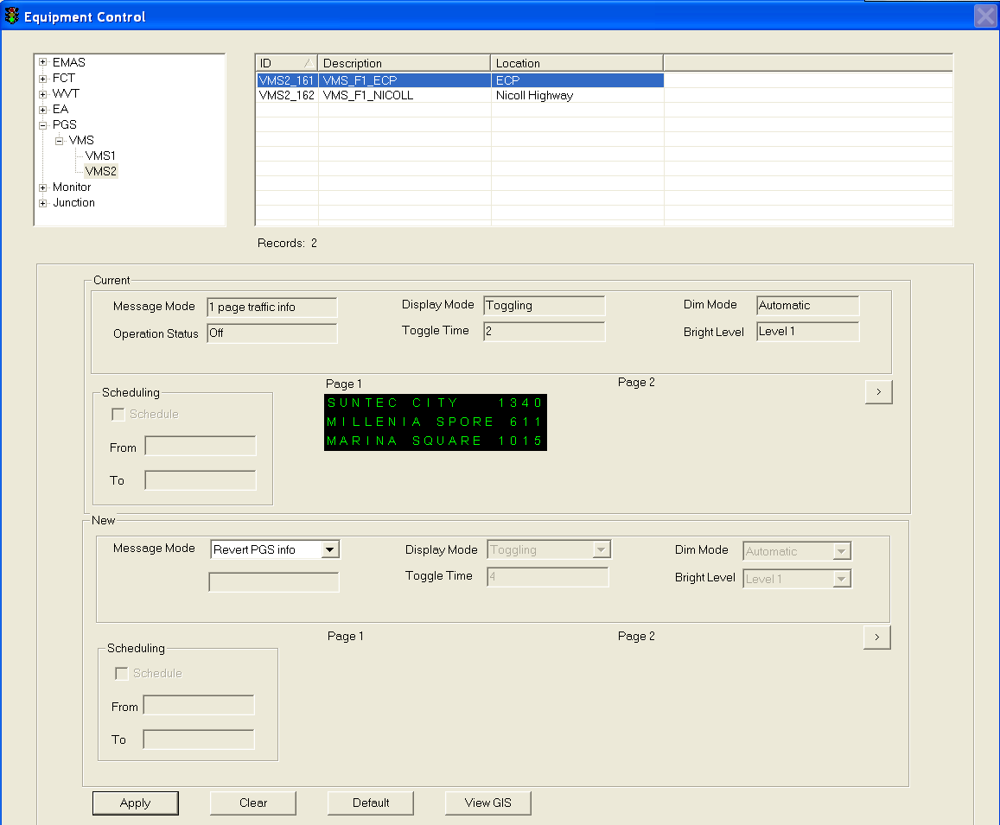 Equipment Control
EMAS
FCT
WVT
EA
PGS
VMS
VMS1
VMS2
Monitor
Junction
ID Description Location
VMS2_161 VMS_F1_ECP ECP
VMS2_162 VMS_F1_NICOLL Nicoll Highway
Records: 2
Current
Message Mode 1 page traffic info Display Mode Toggling Dim Mode Automatic
Operation Status Off Toggle Time 2 Bright Level Level 1
Page 1 Page 2 >
Scheduling
Schedule
From
To
SUNTEC CITY 1340
MILLENIA SPORE 611
MARINA SQUARE 1015
New
Message Mode Revert PGS info Display Mode Toggling Dim Mode Automatic
Toggle Time 4 Bright Level Level 1
Page 1 Page 2 >
Scheduling
Schedule
From
To
Apply Clear Default View GIS